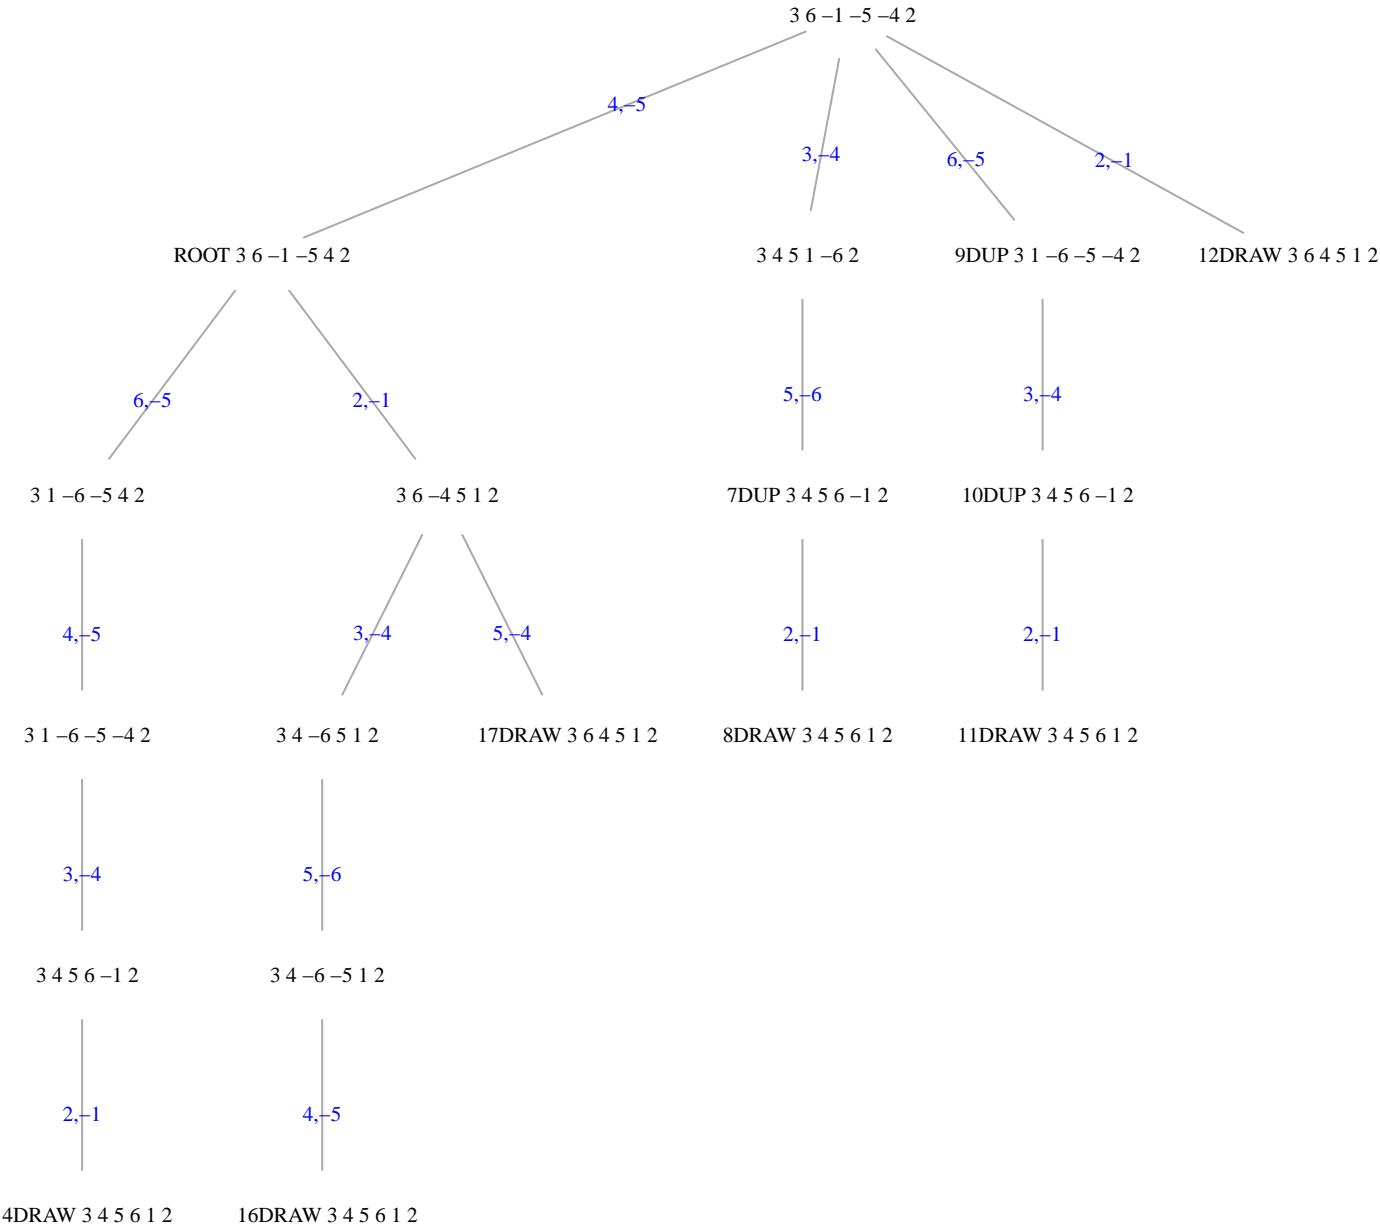 3 6 –1 –5 –4 2
4,–5
3,–4
6,–5
2,–1
ROOT 3 6 –1 –5 4 2
3 4 5 1 –6 2
9DUP 3 1 –6 –5 –4 2
12DRAW 3 6 4 5 1 2
6,–5
2,–1
5,–6
3,–4
3 1 –6 –5 4 2
3 6 –4 5 1 2
7DUP 3 4 5 6 –1 2
10DUP 3 4 5 6 –1 2
4,–5
3,–4
5,–4
2,–1
2,–1
3 1 –6 –5 –4 2
3 4 –6 5 1 2
17DRAW 3 6 4 5 1 2
8DRAW 3 4 5 6 1 2
11DRAW 3 4 5 6 1 2
3,–4
5,–6
3 4 5 6 –1 2
3 4 –6 –5 1 2
2,–1
4,–5
4DRAW 3 4 5 6 1 2
16DRAW 3 4 5 6 1 2